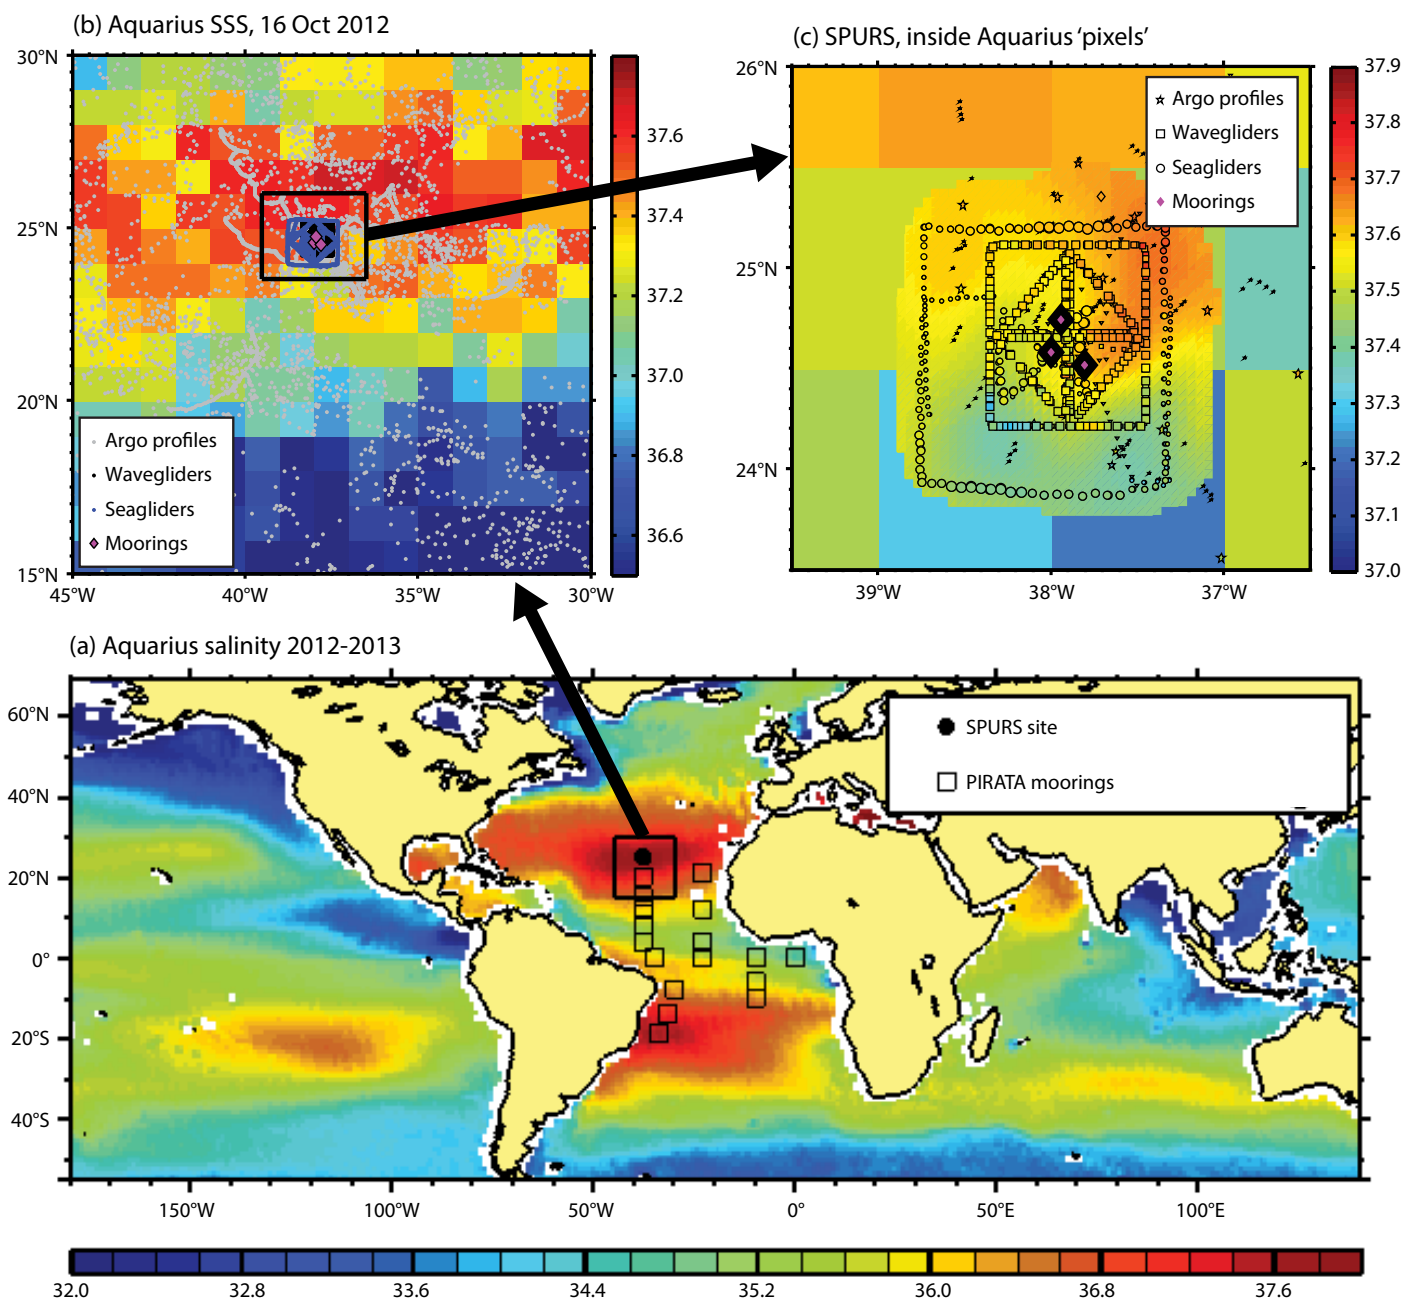 (b) Aquarius SSS, 16 Oct 2012
30°N
25°N
20°N
15°N
45°W
40°W
35°W
30°W
Argo profiles
Wavegliders
Seagliders
Moorings
37.6
37.4
37.2
37.0
36.8
36.6
(c) SPURS, inside Aquarius ‘pixels’
26°N
25°N
24°N
39°W
38°W
37°W
Argo profiles
Wavegliders
Seagliders
Moorings
37.9
37.8
37.7
37.6
37.5
37.4
37.3
37.2
37.1
37.0
(a) Aquarius salinity 2012-2013
60°N
40°N
20°N
0°
20°S
40°S
150°W
100°W
50°W
0°
50°E
100°E
SPURS site
PIRATA moorings
32.0
32.8
33.6
34.4
35.2
36.0
36.8
37.6